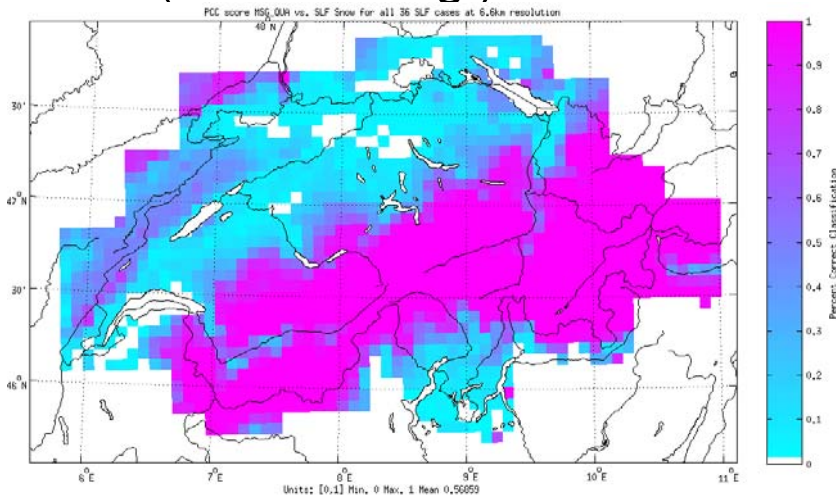 PCC score MSG_QUA vs. SLF Snow for all 36 SLF cases at 6.6km resolution
48°N
30'
47°N
30'
46°N
6°E
7°E
8°E
9°E
10°E
11°E
Units: [0,1] Min. 0 Max. 1 Mean 0.56859
1
0.9
0.8
0.7
0.6
0.5
0.4
0.3
0.2
0.1
0
Percent Correct Classification